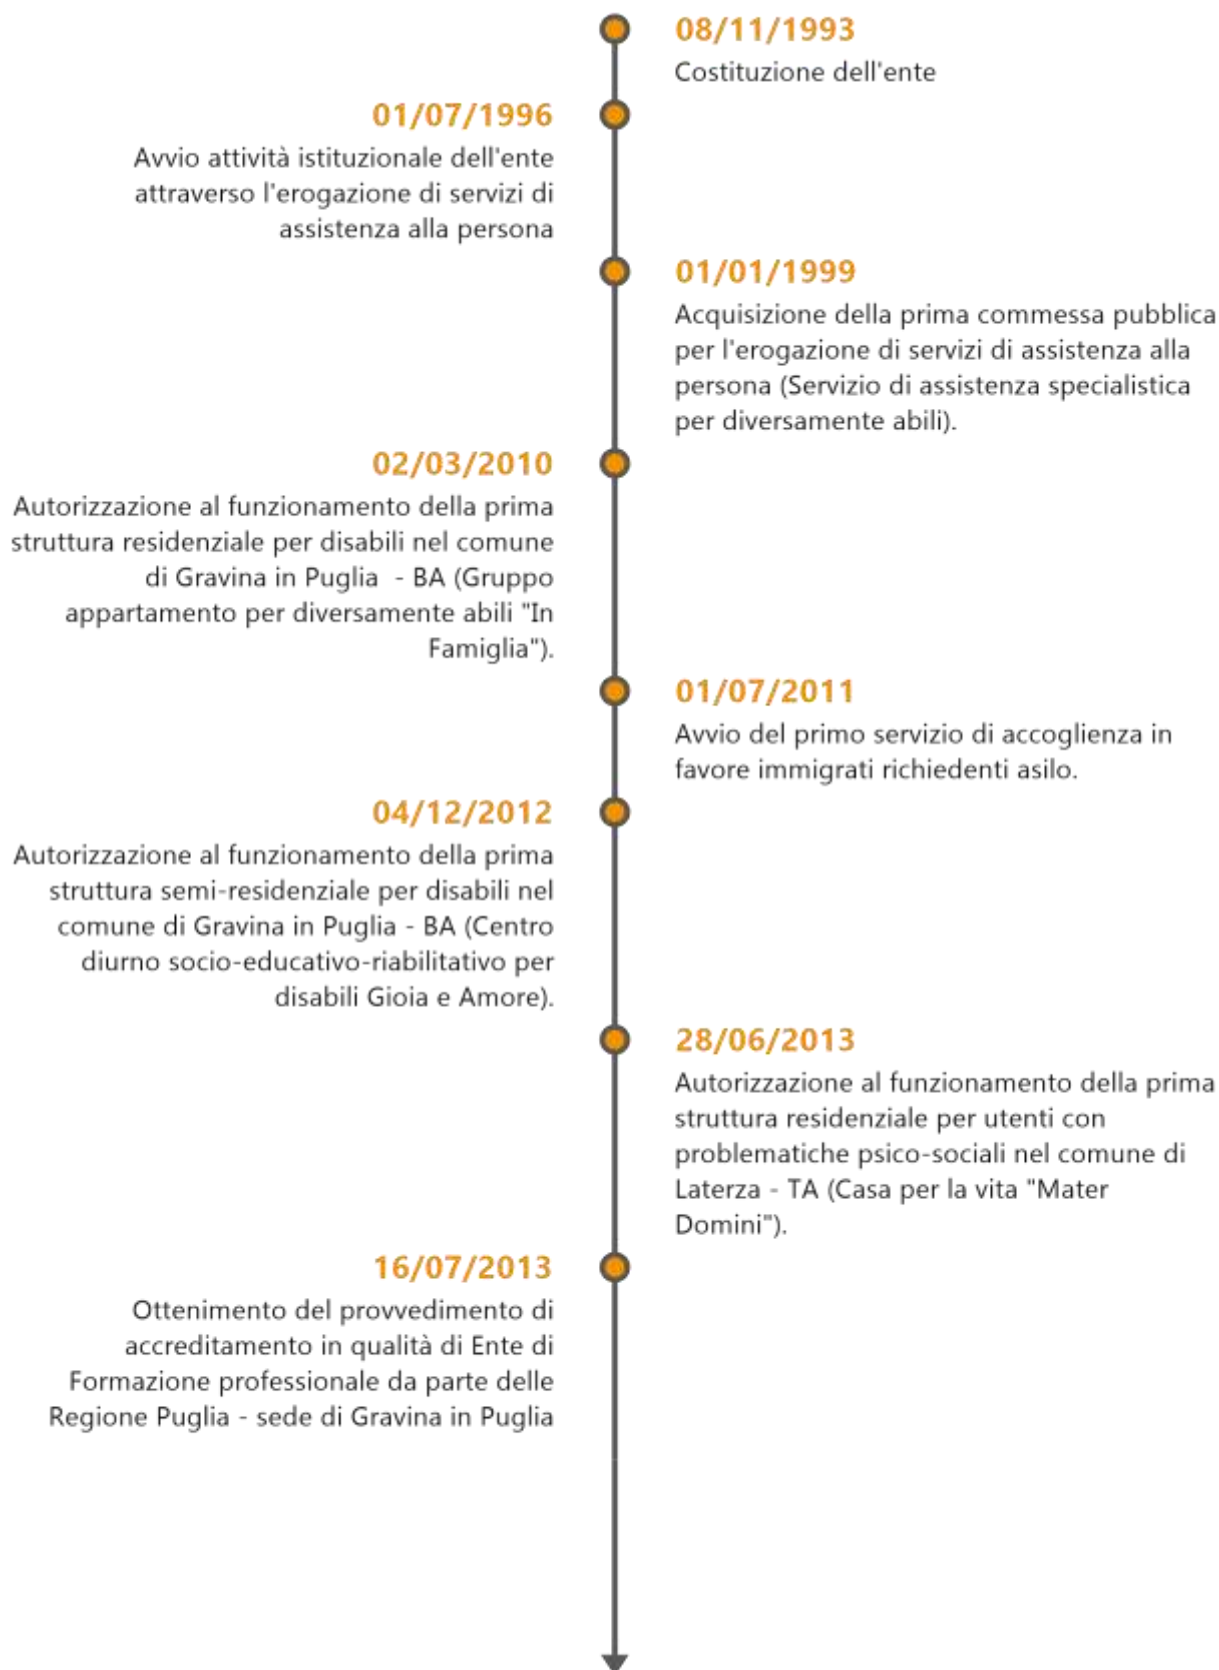 08/11/1993
Costituzione dell'ente
01/07/1996
Avvio attività istituzionale dell'ente
attraverso l'erogazione di servizi di
assistenza alla persona
01/01/1999
Acquisizione della prima commessa pubblica
per l'erogazione di servizi di assistenza alla
persona (Servizio di assistenza specialistica
per diversamente abili).
02/03/2010
Autorizzazione al funzionamento della prima
struttura residenziale per disabili nel comune
di Gravina in Puglia  - BA (Gruppo
appartamento per diversamente abili "In
Famiglia").
01/07/2011
Avvio del primo servizio di accoglienza in
favore immigrati richiedenti asilo.
04/12/2012
Autorizzazione al funzionamento della prima
struttura semi-residenziale per disabili nel
comune di Gravina in Puglia - BA (Centro
diurno socio-educativo-riabilitativo per
disabili Gioia e Amore).
28/06/2013
Autorizzazione al funzionamento della prima
struttura residenziale per utenti con
problematiche psico-sociali nel comune di
Laterza - TA (Casa per la vita "Mater
Domini").
16/07/2013
Ottenimento del provvedimento di
accreditamento in qualità di Ente di
Formazione professionale da parte delle
Regione Puglia - sede di Gravina in Puglia